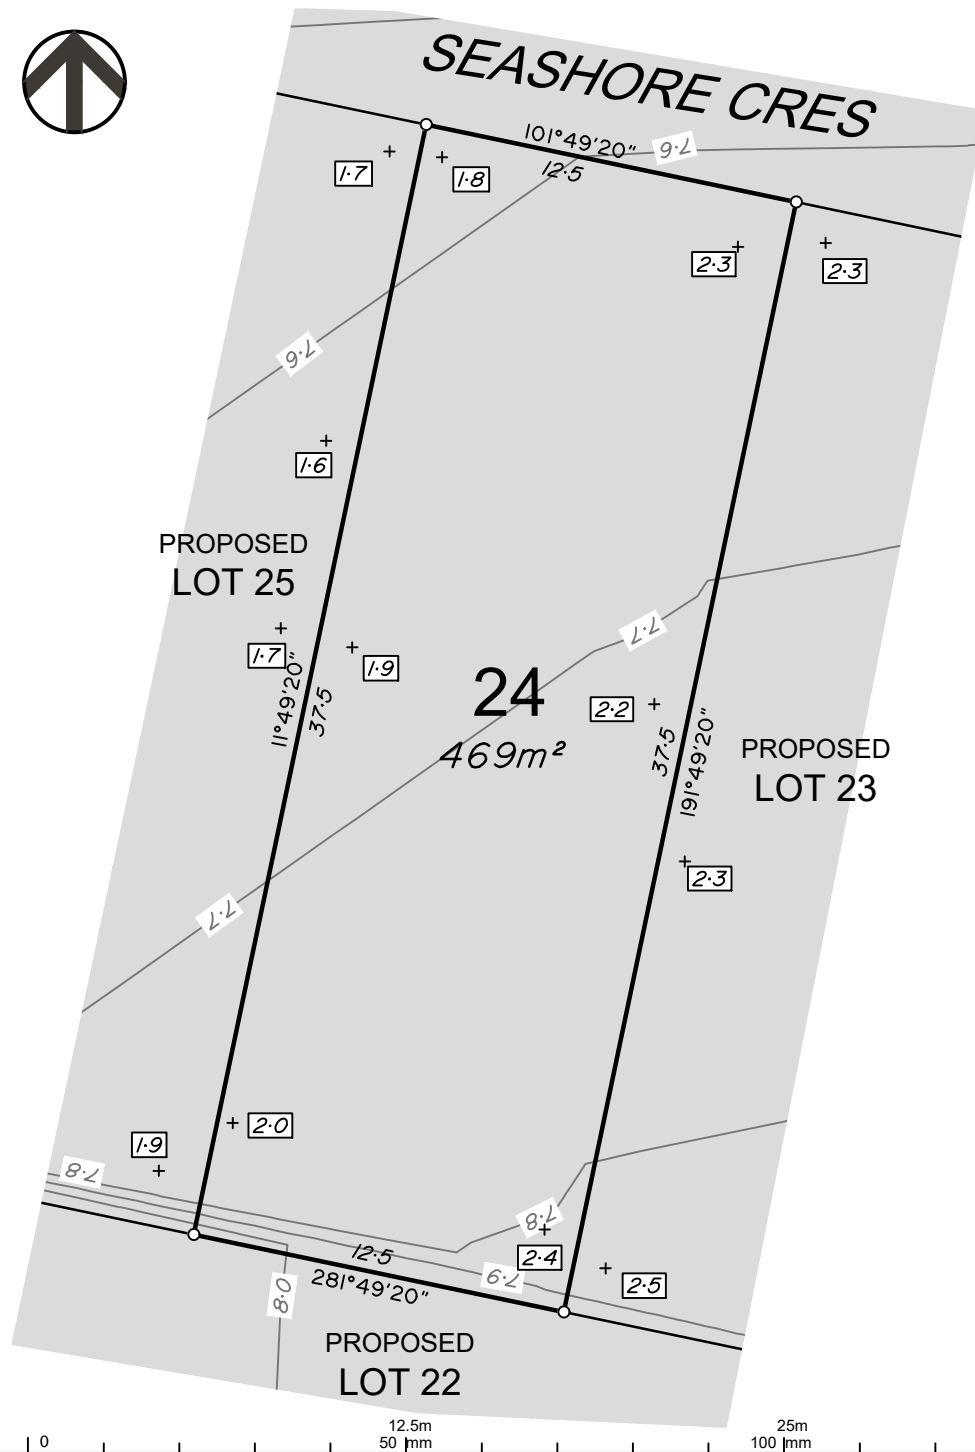 SEASHORE CRES
101°49'20"
12·5
7·6
1·7
1·8
2·3
2·3
7·6
1·6
PROPOSED
LOT 25
7·7
1·7
1·9
11°49'20"
37·5
24
469m²
2·2
37·5
191°49'20"
PROPOSED
LOT 23
2·3
7·7
2·0
1·9
7·8
7·8
2·4
12·5
281°49'20"
7·9
2·5
8·0
PROPOSED
LOT 22
12.5m
25m
0
50 mm
100 mm